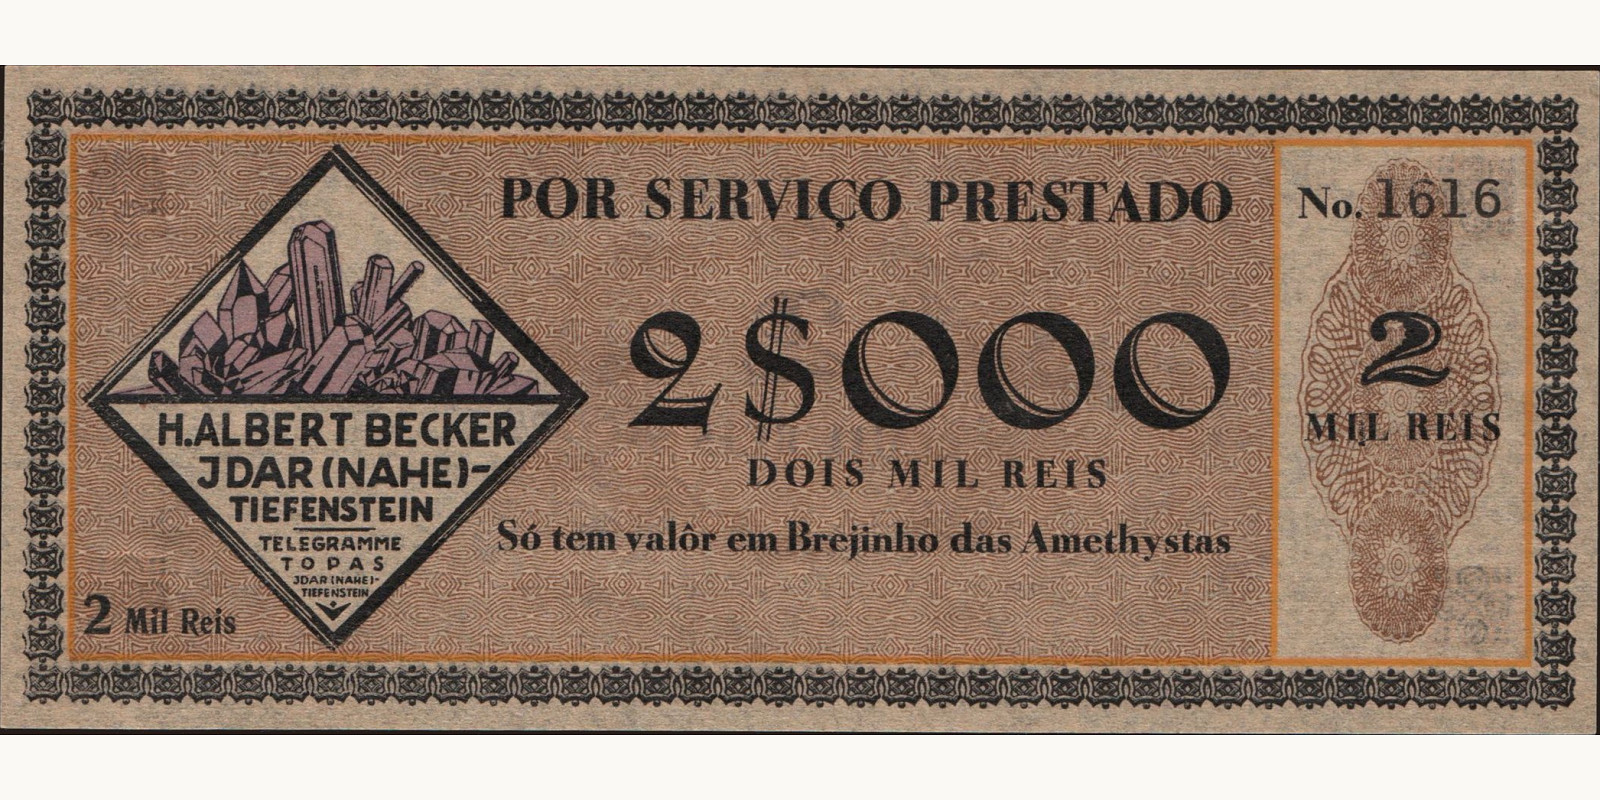 POR SERVIÇO PRESTADO
No. 1616
2$000
2
MIL REIS
DOIS MIL REIS
Só tem valôr em Brejinho das Amethystas
H. ALBERT BECKER
JDAR (NAHE)-
TIEFENSTEIN
TELEGRAMME
TOPAS
JDAR (NAHE)-
TIEFENSTEIN
2 Mil Reis